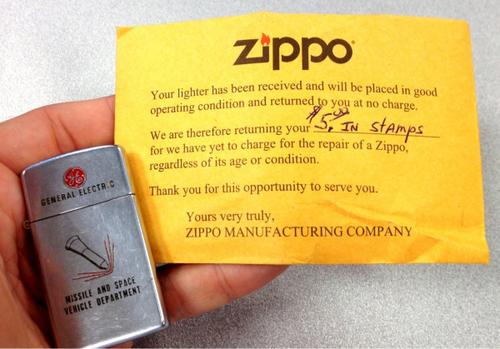 zippo
Your lighter has been received and will be placed in good
operating condition and returned to you at no charge.
We are therefore returning your $5.00 IN Stamps
for we have yet to charge for the repair of a Zippo,
regardless of its age or condition.
Thank you for this opportunity to serve you.
Yours very truly,
ZIPPO MANUFACTURING COMPANY
GE
GENERAL ELECTRIC
MISSILE AND SPACE
VEHICLE DEPARTMENT